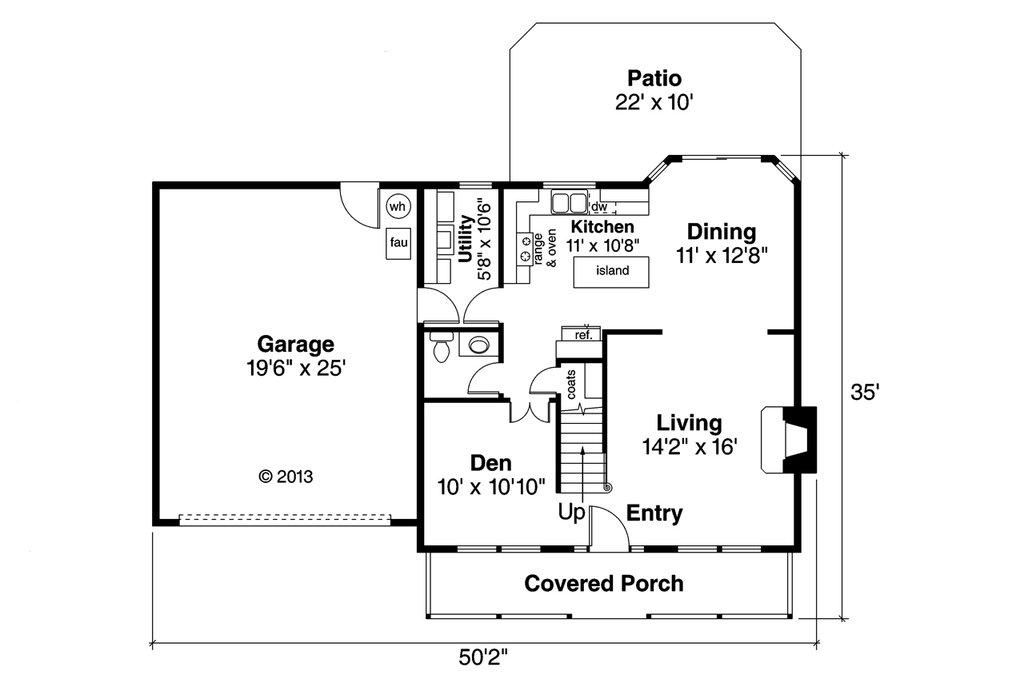 Patio
22' x 10'
wh
fau
Utility
5'8" x 10'6"
dw
Kitchen
11' x 10'8"
range
& oven
island
Dining
11' x 12'8"
Garage
19'6" x 25'
ref.
coats
35'
Living
14'2" x 16'
Den
10' x 10'10"
© 2013
Up
Entry
Covered Porch
50'2"